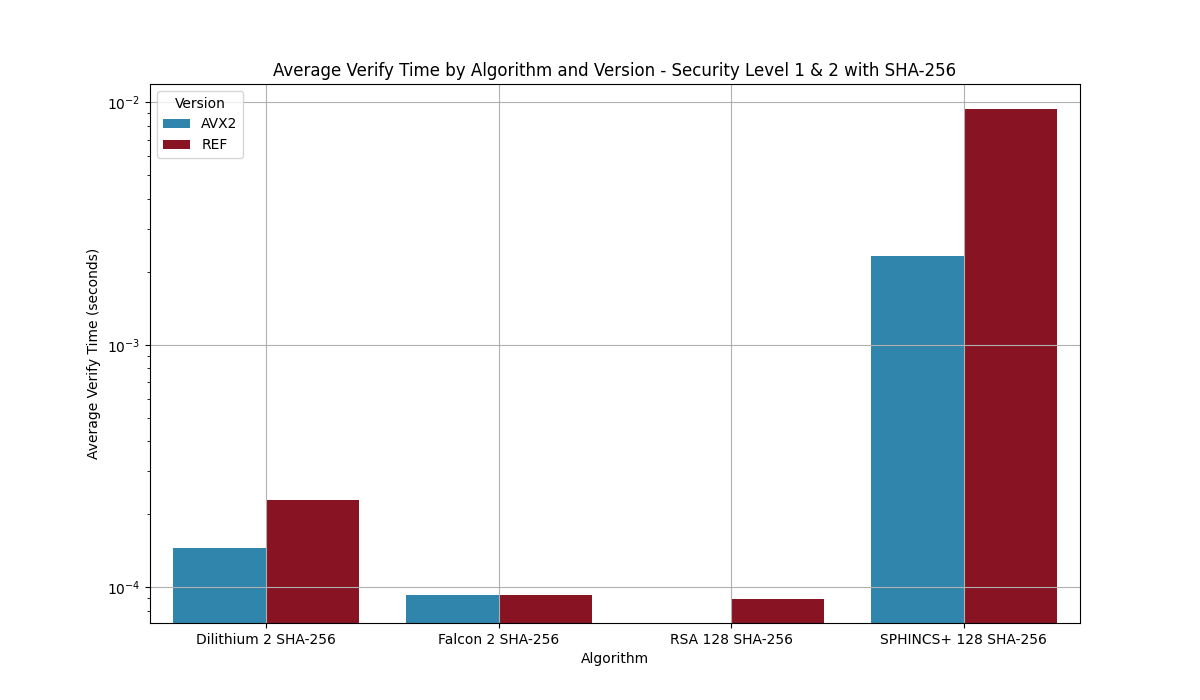 Average Verify Time by Algorithm and Version - Security Level 1 & 2 with SHA-256
Version
AVX2
REF
Average Verify Time (seconds)
10⁻²
10⁻³
10⁻⁴
Dilithium 2 SHA-256
Falcon 2 SHA-256
RSA 128 SHA-256
SPHINCS+ 128 SHA-256
Algorithm